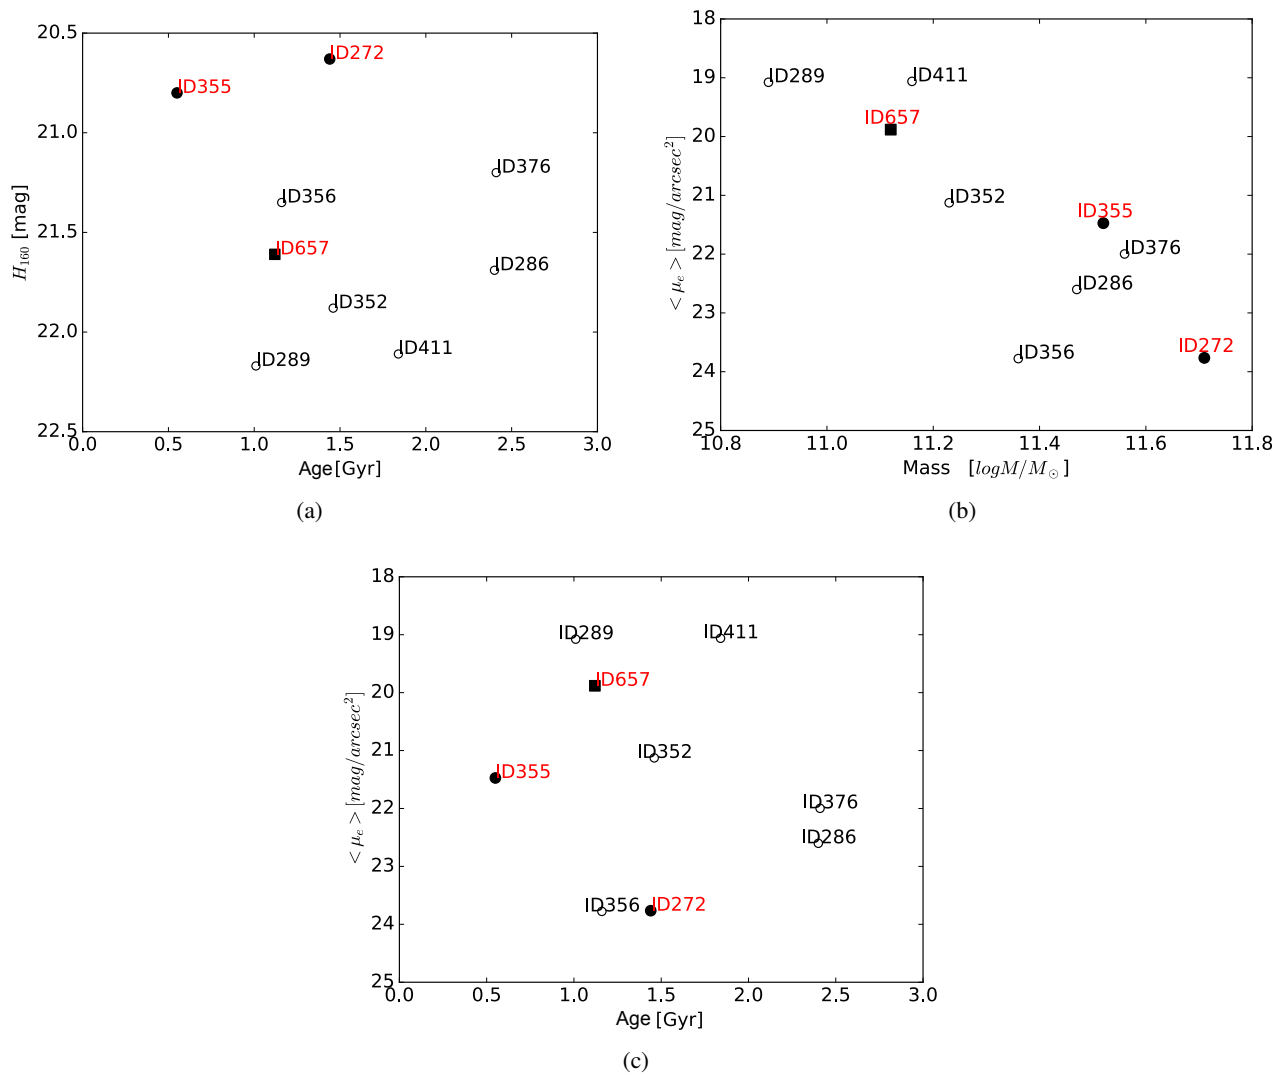 20.5
21.0
21.5
22.0
22.5
0.0 0.5 1.0 1.5 2.0 2.5 3.0
H160 [mag]
Age[Gyr]
ID272
ID355
ID376
ID356
ID657
ID286
ID352
ID411
ID289
(a)
18
19
20
21
22
23
24
25
10.8 11.0 11.2 11.4 11.6 11.8
< μe > [mag/arcsec²]
Mass [logM/M⊙]
ID289
ID411
ID657
ID352
ID355
ID376
ID286
ID356
ID272
(b)
18
19
20
21
22
23
24
25
0.0 0.5 1.0 1.5 2.0 2.5 3.0
< μe > [mag/arcsec²]
Age[Gyr]
ID289
ID411
ID657
ID352
ID355
ID376
ID286
ID356
ID272
(c)